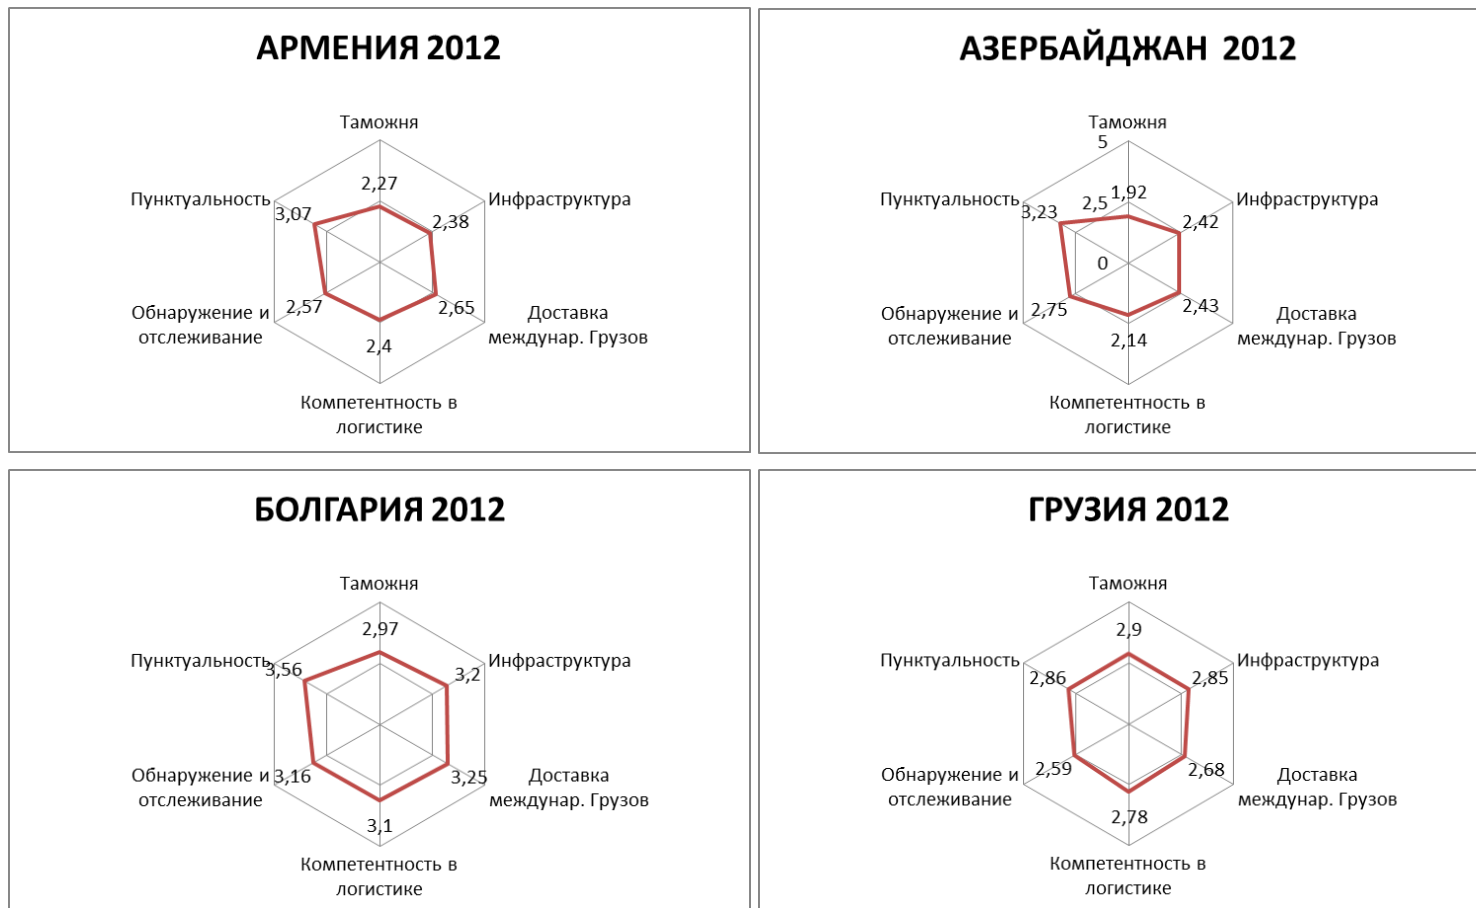 АРМЕНИЯ 2012
Таможня
2,27
Пунктуальность
Инфраструктура
3,07
2,38
Обнаружение и
отслеживание
2,57
2,65
Доставка
междунар. Грузов
2,4
Компетентность в
логистике
АЗЕРБАЙДЖАН 2012
Таможня
5
1,92
Пунктуальность
Инфраструктура
3,23
2,5
2,42
0
Обнаружение и
отслеживание
2,75
2,43
Доставка
междунар. Грузов
2,14
Компетентность в
логистике
БОЛГАРИЯ 2012
Таможня
2,97
Пунктуальность
Инфраструктура
3,56
3,2
Обнаружение и
отслеживание
3,16
3,25
Доставка
междунар. Грузов
3,1
Компетентность в
логистике
ГРУЗИЯ 2012
Таможня
2,9
Пунктуальность
Инфраструктура
2,86
2,85
Обнаружение и
отслеживание
2,59
2,68
Доставка
междунар. Грузов
2,78
Компетентность в
логистике